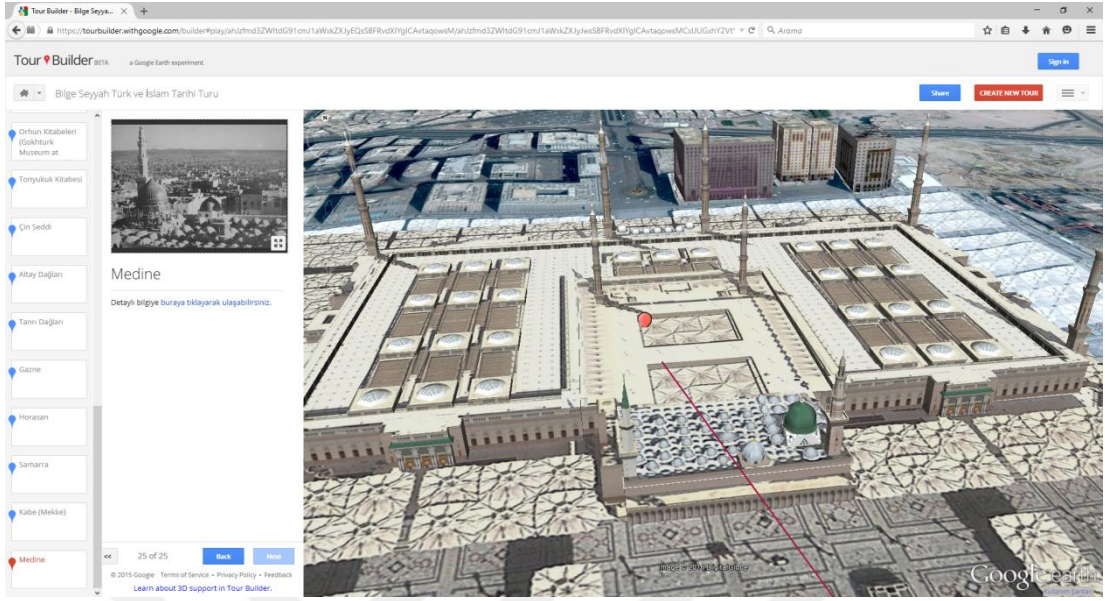 Tour Builder - Bilge Seyya...
https://tourbuilder.withgoogle.com/builder#play/
Arama
Tour Builder BETA
a Google Earth experiment
Sign in
Bilge Seyyah Türk ve İslam Tarihi Turu
Share
CREATE NEW TOUR
Orhun Kitabeleri
(Gokhturk
Museum at
Tonyukuk Kitabesi
Çin Seddi
Altay Dağları
Tanrı Dağları
Gazne
Horasan
Samarra
Kabe (Mekke)
Medine
Medine
Detaylı bilgiye buraya tıklayarak ulaşabilirsiniz.
<<
25 of 25
Back
Next
© 2015 Google Terms of Service • Privacy Policy • Feedback
Learn about 3D support in Tour Builder.
Google earth
Kullanım Şartları